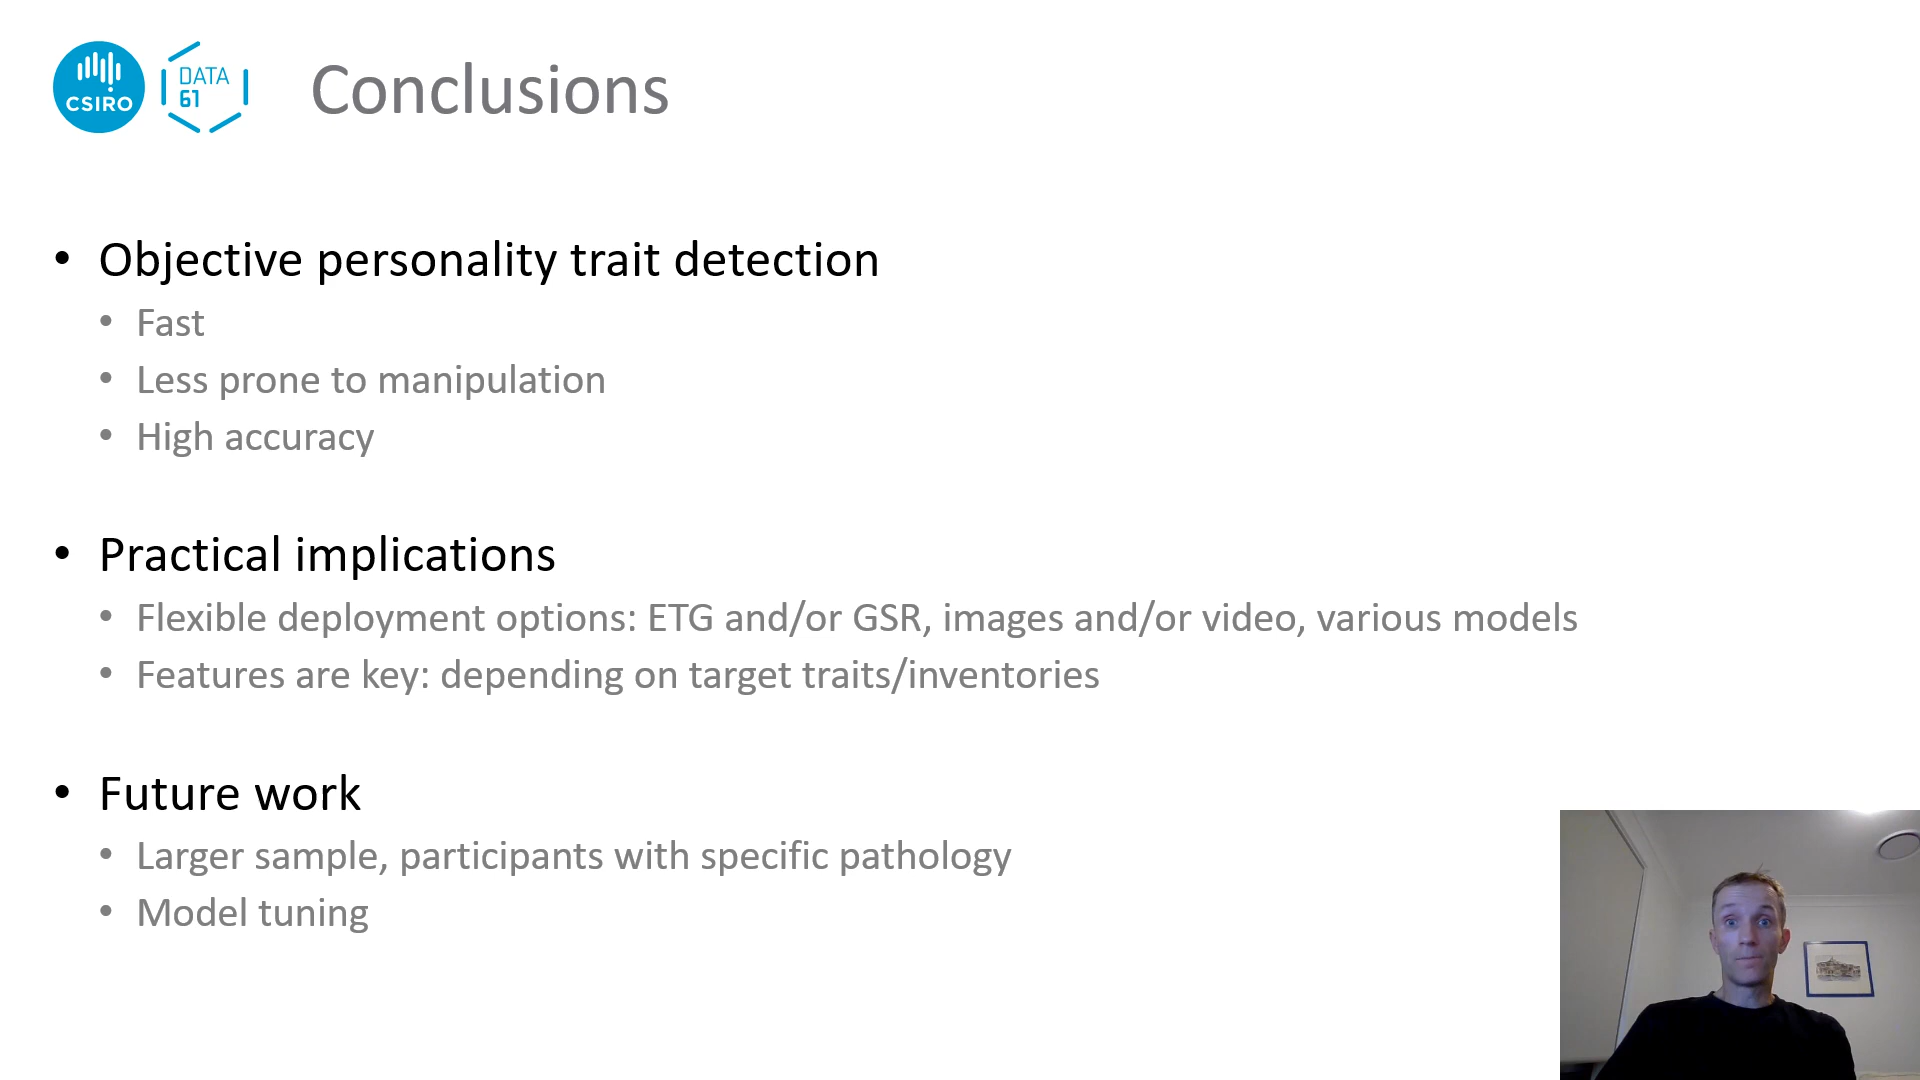 CSIRO
DATA
61
Conclusions
• Objective personality trait detection
• Fast
• Less prone to manipulation
• High accuracy
• Practical implications
• Flexible deployment options: ETG and/or GSR, images and/or video, various models
• Features are key: depending on target traits/inventories
• Future work
• Larger sample, participants with specific pathology
• Model tuning